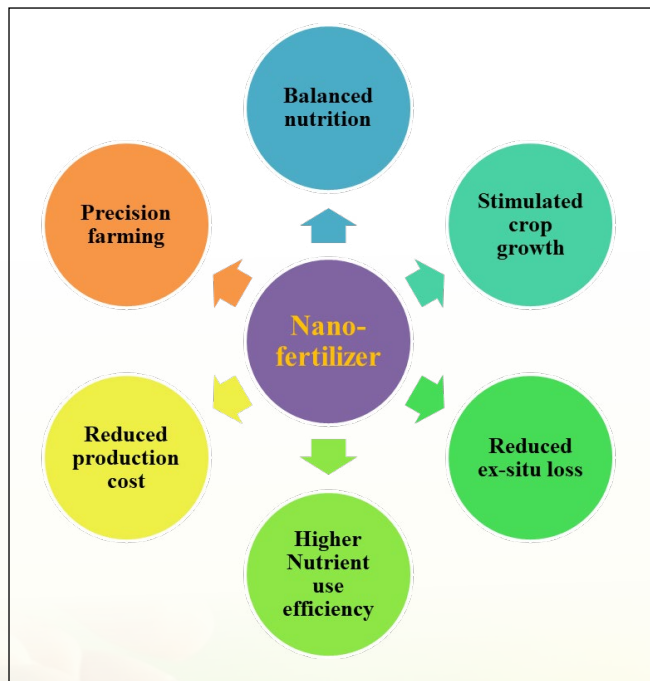 Balanced
nutrition
Stimulated
crop
growth
Reduced
ex-situ loss
Higher
Nutrient
use
efficiency
Reduced
production
cost
Precision
farming
Nano-
fertilizer